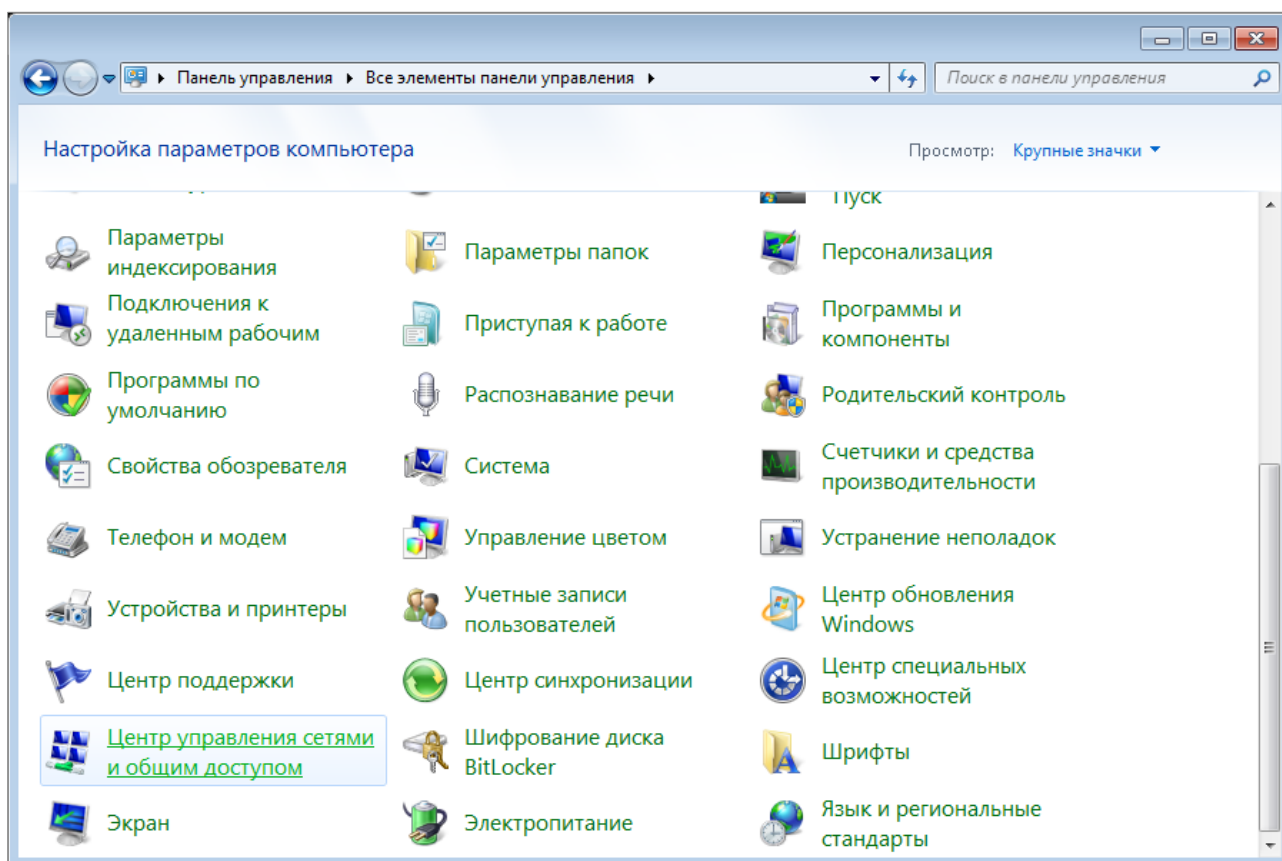 Панель управления ▸ Все элементы панели управления ▸
Поиск в панели управления
Настройка параметров компьютера
Просмотр: Крупные значки
Пуск
Параметры
индексирования
Параметры папок
Персонализация
Подключения к
удаленным рабочим
Приступая к работе
Программы и
компоненты
Программы по
умолчанию
Распознавание речи
Родительский контроль
Свойства обозревателя
Система
Счетчики и средства
производительности
Телефон и модем
Управление цветом
Устранение неполадок
Устройства и принтеры
Учетные записи
пользователей
Центр обновления
Windows
Центр поддержки
Центр синхронизации
Центр специальных
возможностей
Центр управления сетями
и общим доступом
Шифрование диска
BitLocker
Шрифты
Экран
Электропитание
Язык и региональные
стандарты